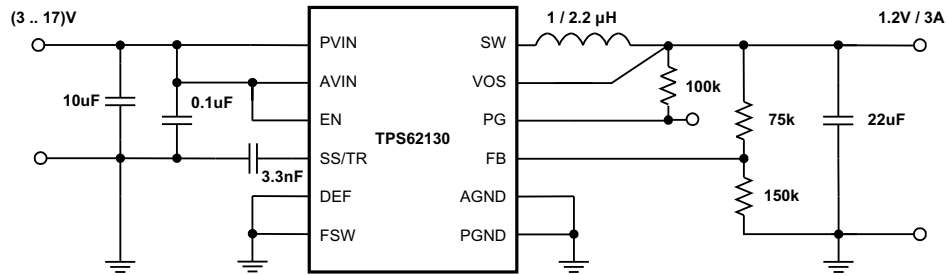 (3 .. 17)V
1 / 2.2 µH
1.2V / 3A
PVIN
SW
AVIN
VOS
10uF
0.1uF
100k
EN
PG
75k
22uF
TPS62130
SS/TR
FB
3.3nF
DEF
AGND
150k
FSW
PGND